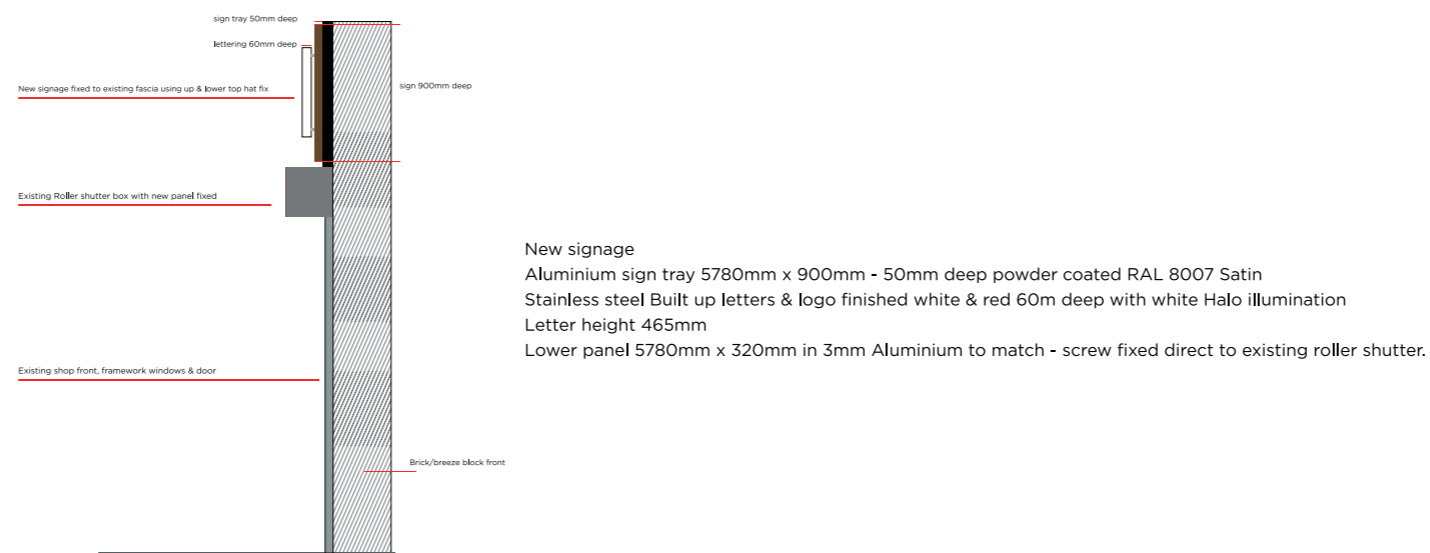 sign tray 50mm deep
lettering 60mm deep
New signage fixed to existing fascia using up & lower top hat fix
sign 900mm deep
Existing Roller shutter box with new panel fixed
New signage
Aluminium sign tray 5780mm x 900mm - 50mm deep powder coated RAL 8007 Satin
Stainless steel Built up letters & logo finished white & red 60m deep with white Halo illumination
Letter height 465mm
Lower panel 5780mm x 320mm in 3mm Aluminium to match - screw fixed direct to existing roller shutter.
Existing shop front, framework windows & door
Brick/breeze block front